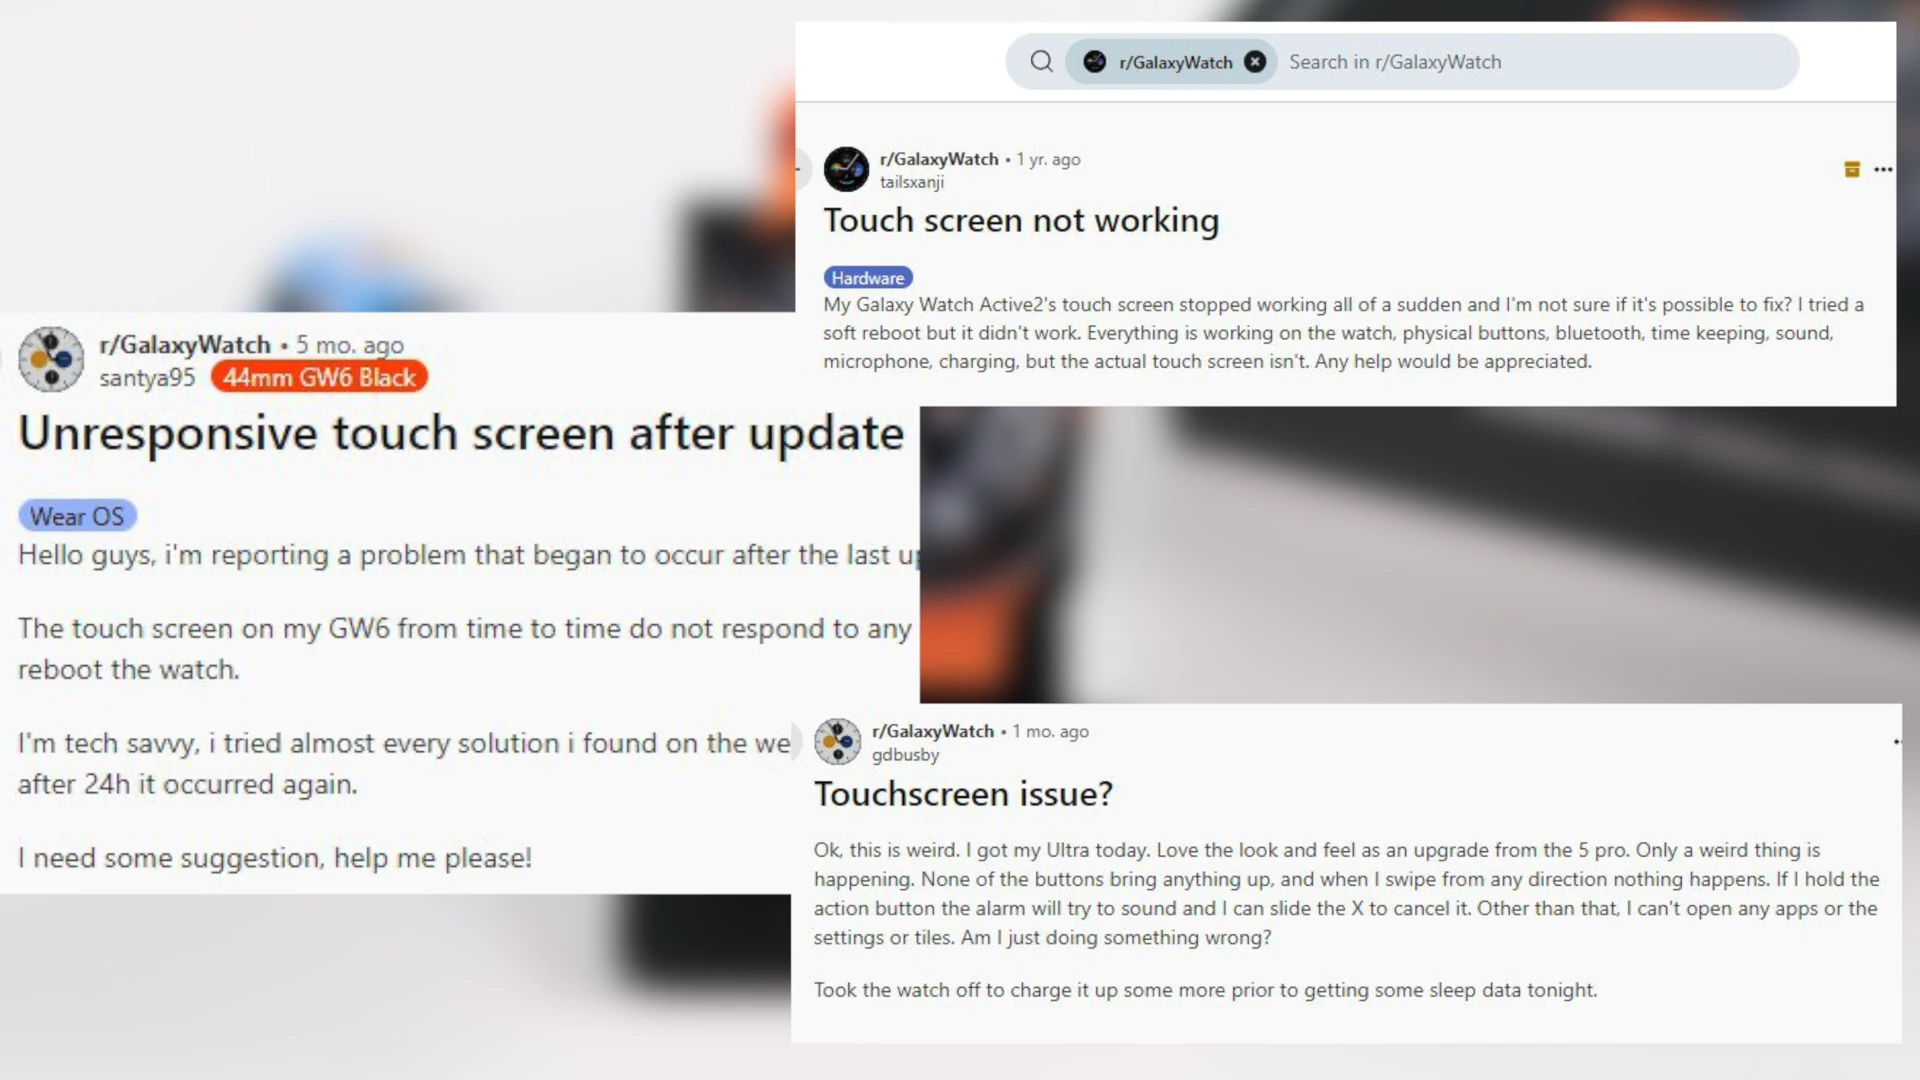 r/GalaxyWatch Search in r/GalaxyWatch
r/GalaxyWatch • 1 yr. ago
tailsxanji
Touch screen not working
Hardware
My Galaxy Watch Active2's touch screen stopped working all of a sudden and I'm not sure if it's possible to fix? I tried a
soft reboot but it didn't work. Everything is working on the watch, physical buttons, bluetooth, time keeping, sound,
microphone, charging, but the actual touch screen isn't. Any help would be appreciated.
r/GalaxyWatch • 5 mo. ago
santya95 44mm GW6 Black
Unresponsive touch screen after update
Wear OS
Hello guys, i'm reporting a problem that began to occur after the last
The touch screen on my GW6 from time to time do not respond to any
reboot the watch.
I'm tech savvy, i tried almost every solution i found on the we
after 24h it occurred again.
I need some suggestion, help me please!
r/GalaxyWatch • 1 mo. ago
gdbusby
Touchscreen issue?
Ok, this is weird. I got my Ultra today. Love the look and feel as an upgrade from the 5 pro. Only a weird thing is
happening. None of the buttons bring anything up, and when I swipe from any direction nothing happens. If I hold the
action button the alarm will try to sound and I can slide the X to cancel it. Other than that, I can't open any apps or the
settings or tiles. Am I just doing something wrong?
Took the watch off to charge it up some more prior to getting some sleep data tonight.